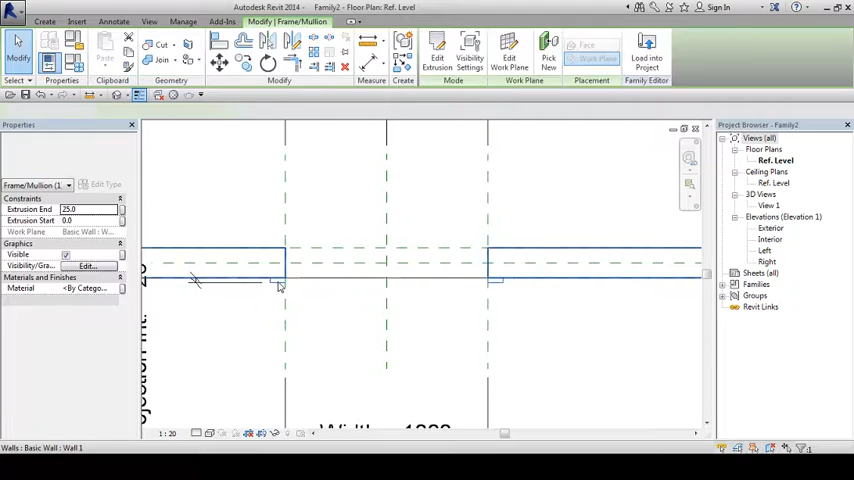 Autodesk Revit 2014 - Family2 - Floor Plan: Ref. Level
Sign In
Create Insert Annotate View Manage Add-Ins Modify | Frame/Mullion
Modify
Paste
Cut
Join
Edit Extrusion
Visibility Settings
Edit Work Plane
Pick New
Face
Work Plane
Load into Project
Select Properties Clipboard Geometry Modify Measure Create Mode Work Plane Placement Family Editor
Properties
Frame/Mullion (1
Edit Type
Constraints
Extrusion End 25.0
Extrusion Start 0.0
Work Plane Basic Wall : Wal...
Graphics
Visible
Visibility/Gra... Edit...
Materials and Finishes
Material <By Catego...
Project Browser - Family2
Views (all)
Floor Plans
Ref. Level
Ceiling Plans
Ref. Level
3D Views
View 1
Elevations (Elevation 1)
Exterior
Interior
Left
Right
Sheets (all)
Families
Groups
Revit Links
1 : 20
Walls : Basic Wall : Wall 1
:1